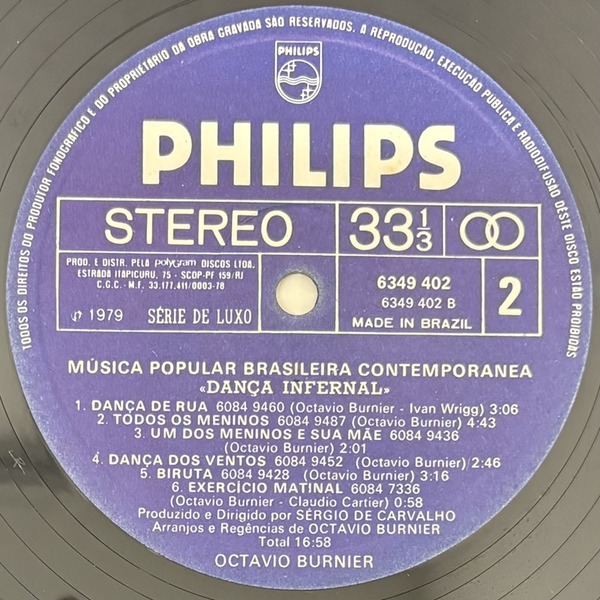 TODOS OS DIREITOS DO PRODUTOR FONOGRÁFICO E DO PROPRIETÁRIO DA OBRA GRAVADA SÃO RESERVADOS. A REPRODUÇÃO, EXECUÇÃO PÚBLICA E RADIODIFUSÃO DÊSTE DISCO ESTÃO PROIBIDAS
PHILIPS
PHILIPS
STEREO 33 1/3
PROD. E DISTR. PELA polygram DISCOS LTDA.
ESTRADA ITAPICURU, 75 - SCOP-PF 159/RJ
C.G.C. - M.F. 33.177.411/0003-78
℗ 1979 SÉRIE DE LUXO
6349 402
6349 402 B
MADE IN BRAZIL
2
MÚSICA POPULAR BRASILEIRA CONTEMPORANEA
«DANÇA INFERNAL»
1. DANÇA DE RUA 6084 9460 (Octavio Burnier - Ivan Wrigg) 3:06
2. TODOS OS MENINOS 6084 9487 (Octavio Burnier) 4:43
3. UM DOS MENINOS E SUA MÃE 6084 9436
(Octavio Burnier) 2:01
4. DANÇA DOS VENTOS 6084 9452 (Octavio Burnier) 2:46
5. BIRUTA 6084 9428 (Octavio Burnier) 3:16
6. EXERCÍCIO MATINAL 6084 7336
(Octavio Burnier - Claudio Cartier) 0:58
Produzido e Dirigido por SÉRGIO DE CARVALHO
Arranjos e Regências de OCTAVIO BURNIER
Total 16:58
OCTAVIO BURNIER